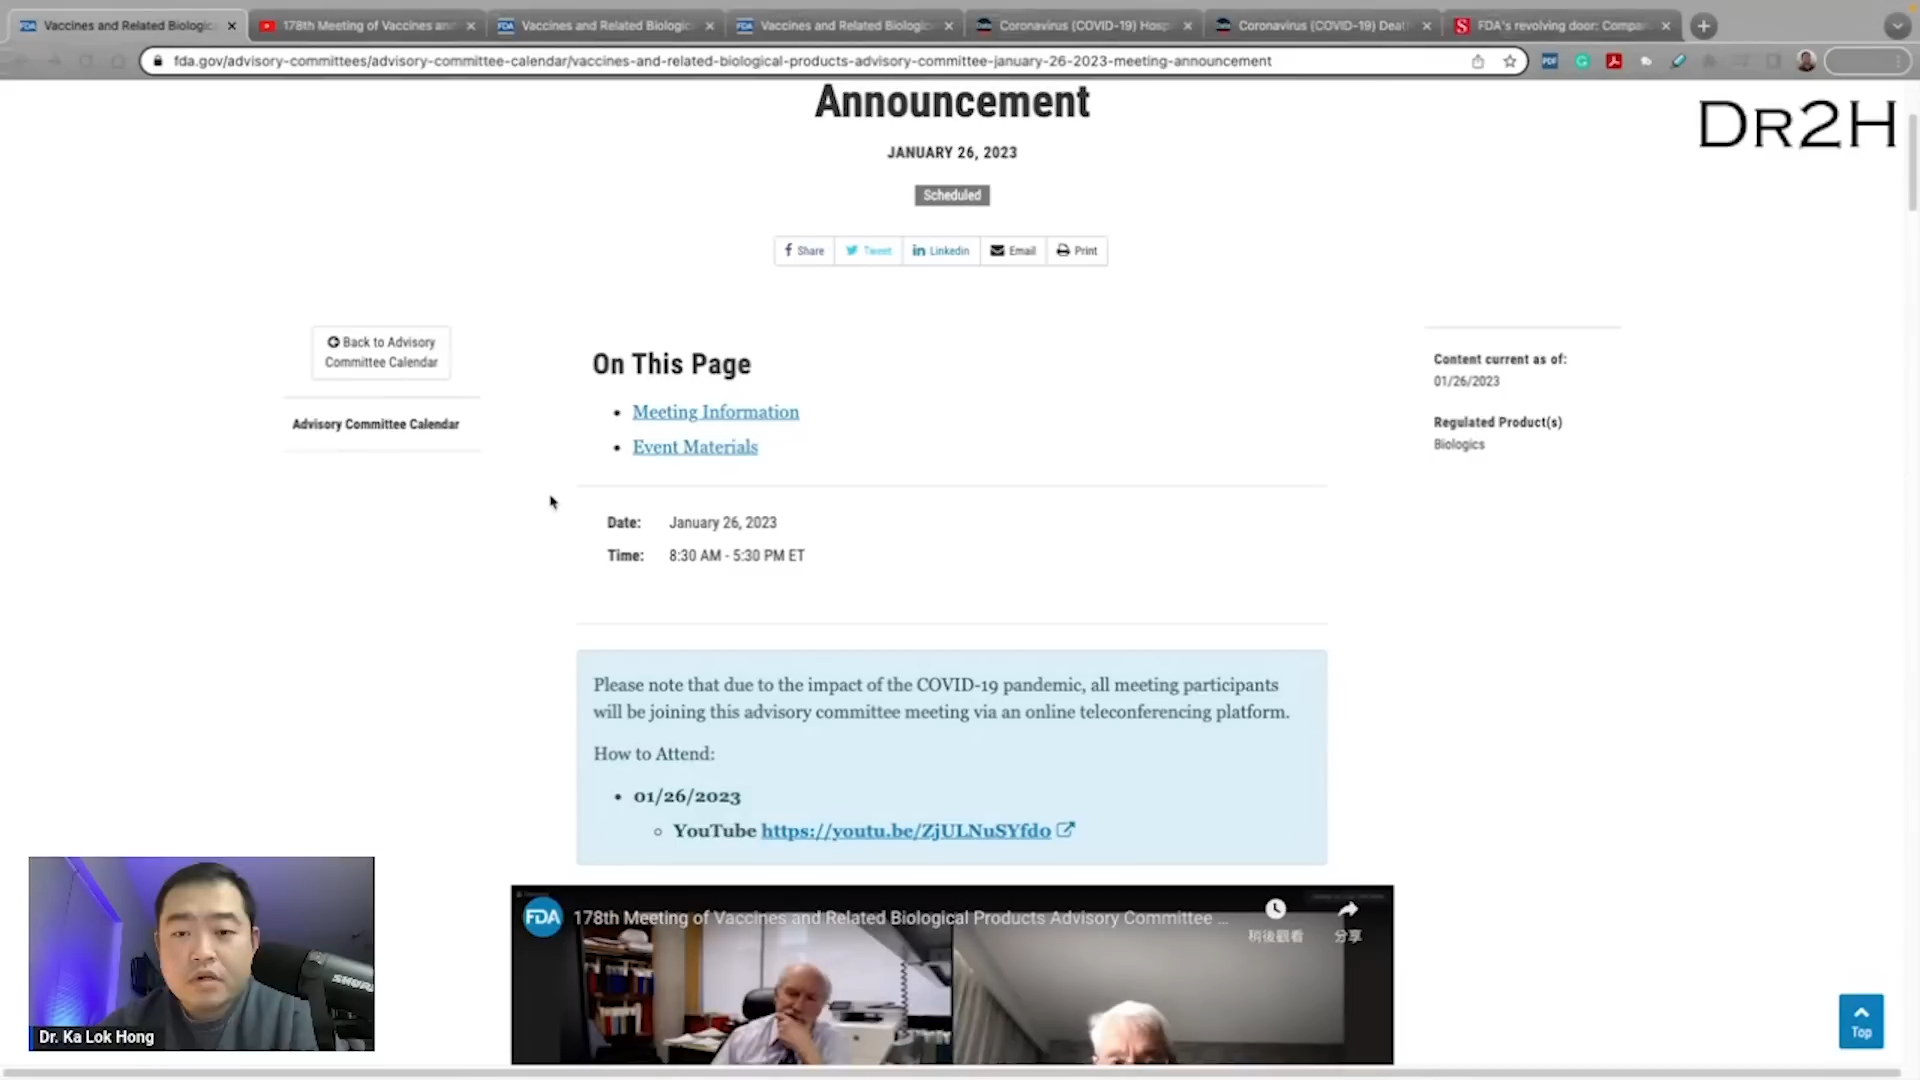 Vaccines and Related Biologic
178th Meeting of Vaccines an
Vaccines and Related Biologic
Vaccines and Related Biologic
Coronavirus (COVID-19) Hosp
Coronavirus (COVID-19) Deat
FDA's revolving door: Compan
fda.gov/advisory-committees/advisory-committee-calendar/vaccines-and-related-biological-products-advisory-committee-january-26-2023-meeting-announcement
DR2H
Announcement
JANUARY 26, 2023
Scheduled
Share
Tweet
Linkedin
Email
Print
Back to Advisory
Committee Calendar
Advisory Committee Calendar
On This Page
Meeting Information
Event Materials
Content current as of:
01/26/2023
Regulated Product(s)
Biologics
Date: January 26, 2023
Time: 8:30 AM - 5:30 PM ET
Please note that due to the impact of the COVID-19 pandemic, all meeting participants
will be joining this advisory committee meeting via an online teleconferencing platform.
How to Attend:
01/26/2023
YouTube https://youtu.be/ZjULNuSYfd0
FDA 178th Meeting of Vaccines and Related Biological Products Advisory Committee ...
稍後觀看
分享
SHURE
Dr. Ka Lok Hong
Top